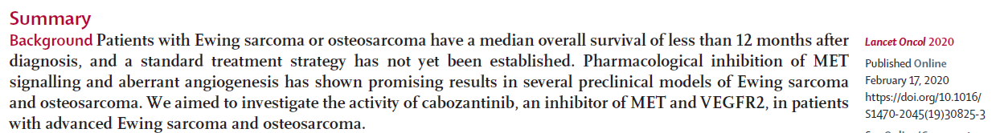 Summary
Background Patients with Ewing sarcoma or osteosarcoma have a median overall survival of less than 12 months after
diagnosis, and a standard treatment strategy has not yet been established. Pharmacological inhibition of MET
signalling and aberrant angiogenesis has shown promising results in several preclinical models of Ewing sarcoma
and osteosarcoma. We aimed to investigate the activity of cabozantinib, an inhibitor of MET and VEGFR2, in patients
with advanced Ewing sarcoma and osteosarcoma.
Lancet Oncol 2020
Published Online
February 17, 2020
https://doi.org/10.1016/
S1470-2045(19)30825-3